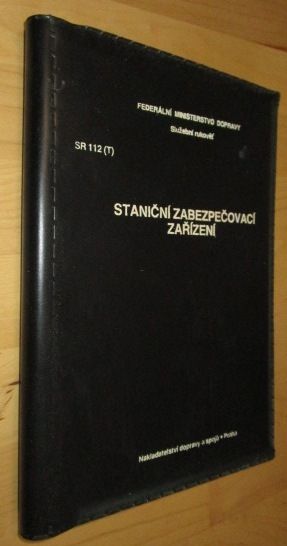 FEDERÁLNÍ MINISTERSTVO DOPRAVY
Služební rukověť
SR 112 (T)
STANIČNÍ ZABEZPEČOVACÍ
ZAŘÍZENÍ
Nakladatelství dopravy a spojů • Praha